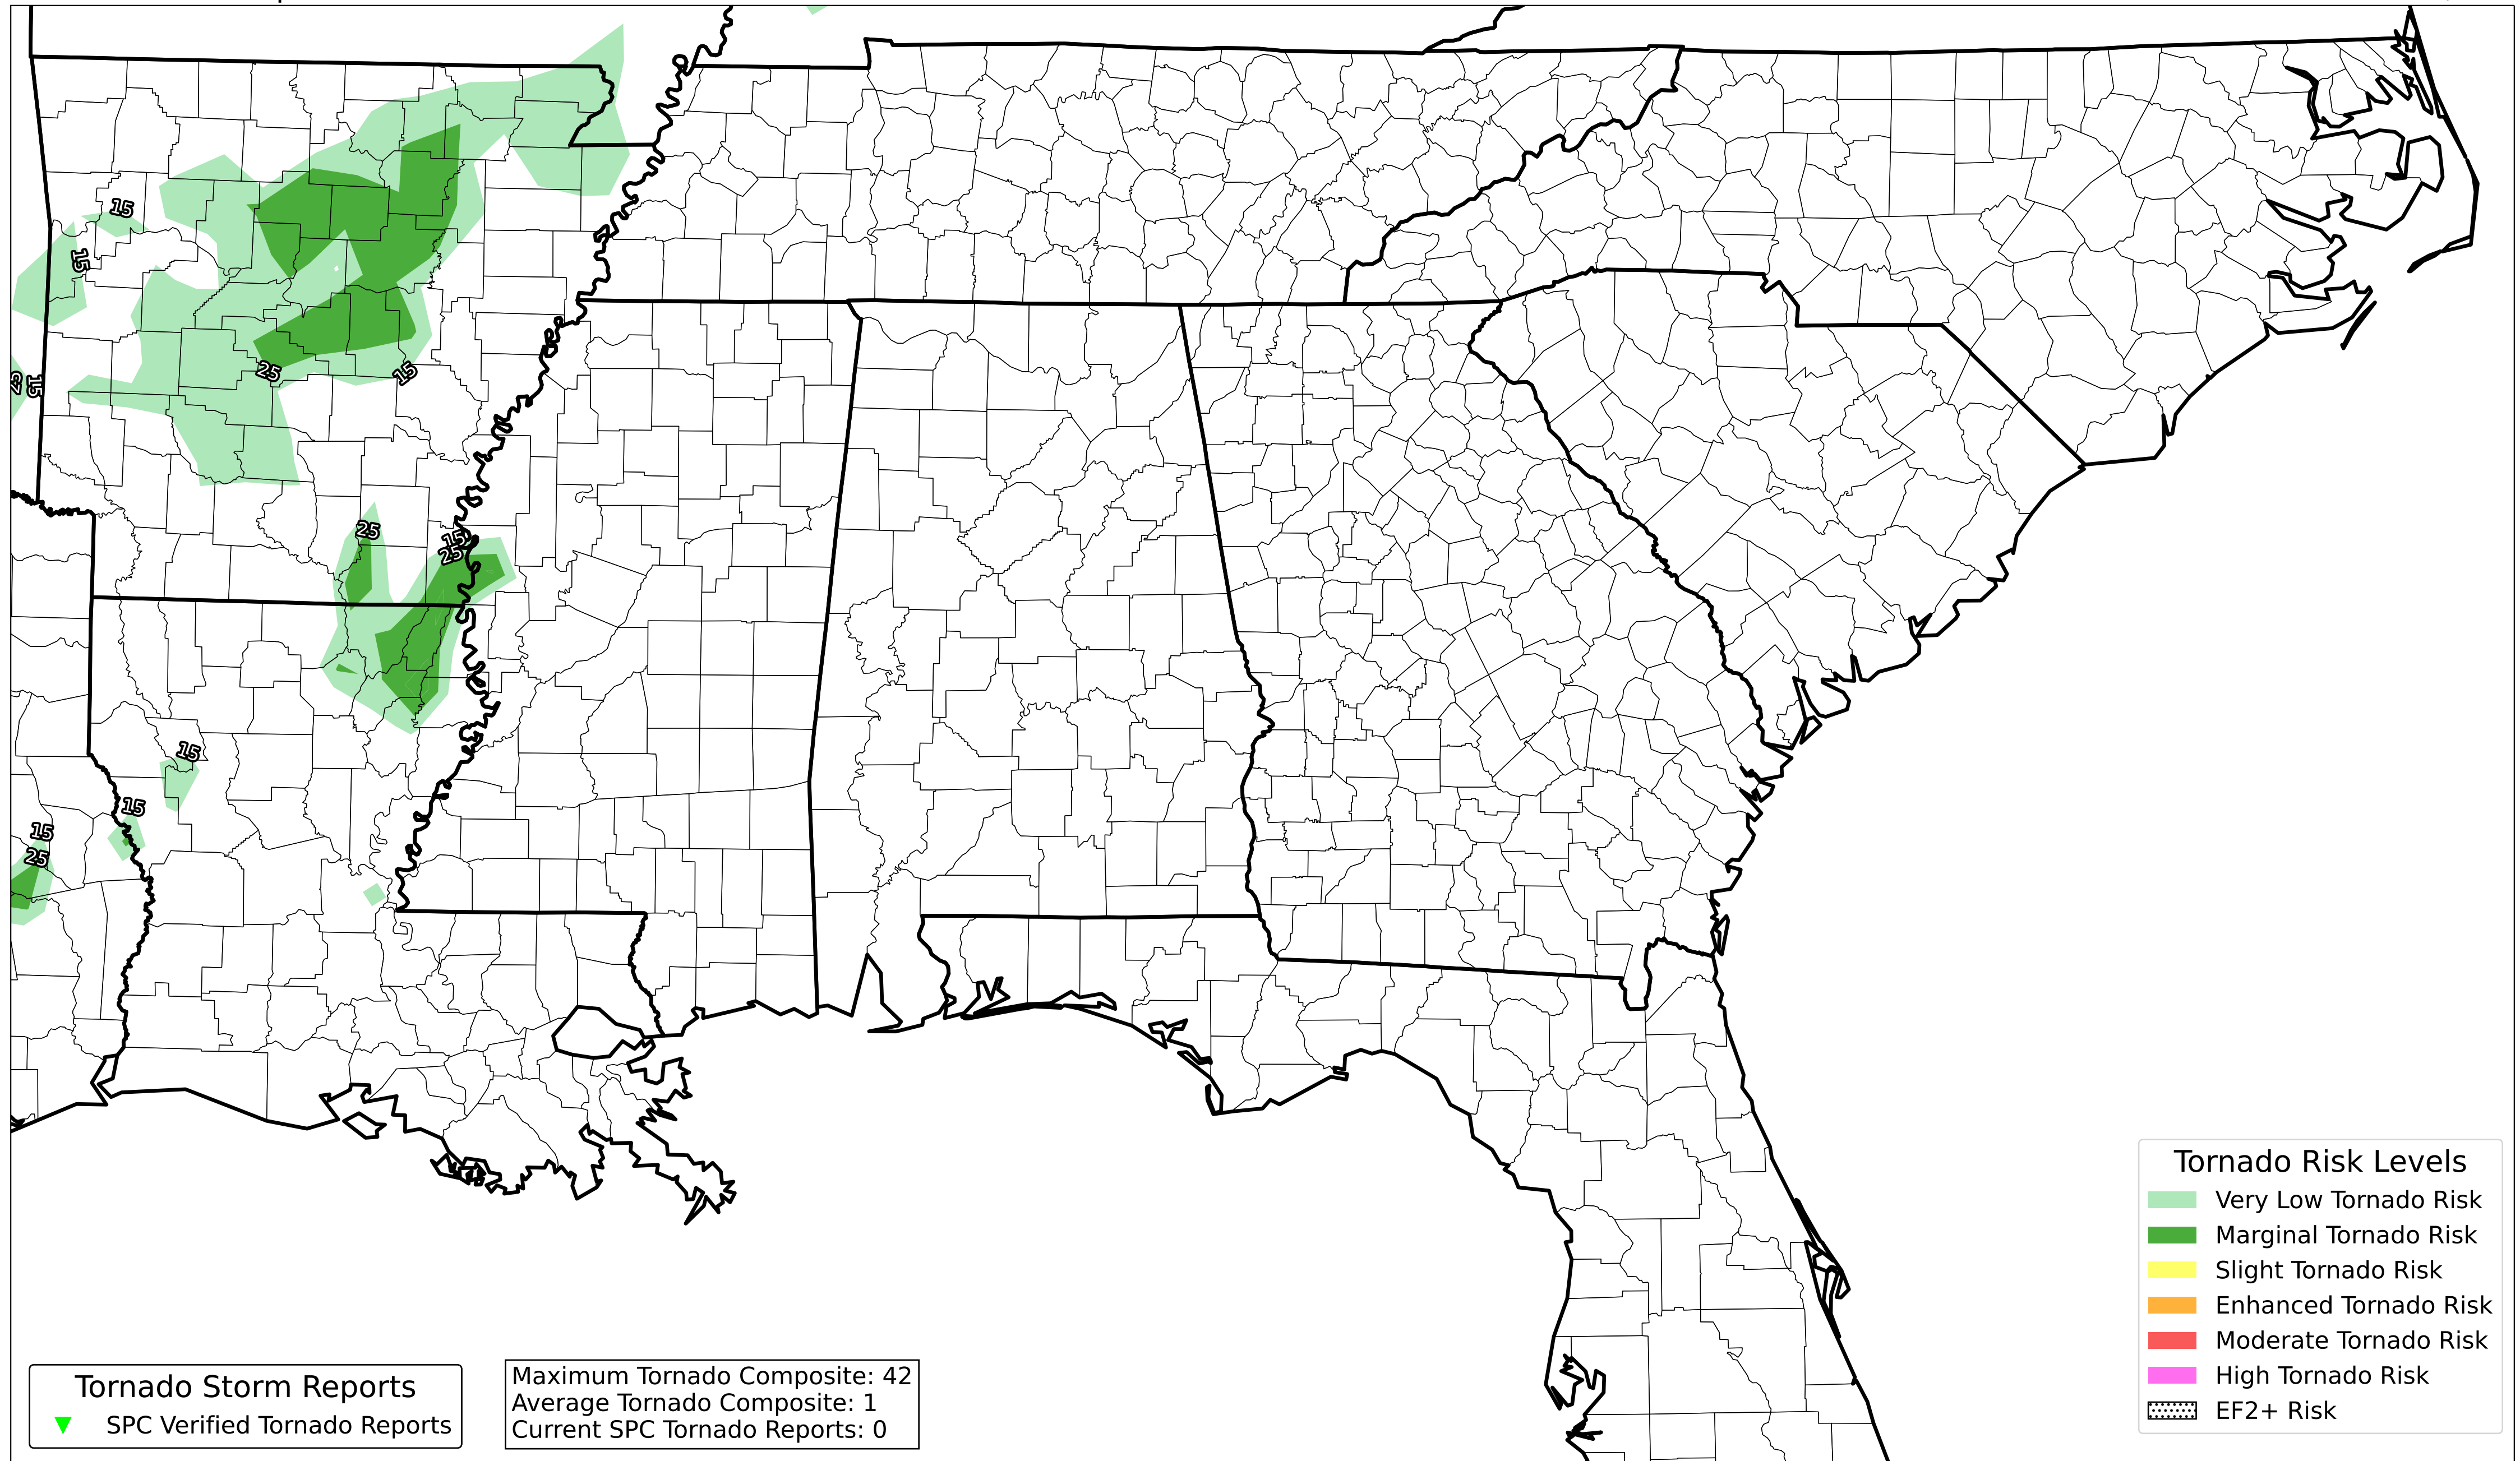 15
15
25
15
25
15
15
25
25
15
15
15
15
25
Tornado Risk Levels
Very Low Tornado Risk
Marginal Tornado Risk
Slight Tornado Risk
Enhanced Tornado Risk
Moderate Tornado Risk
High Tornado Risk
EF2+ Risk
Tornado Storm Reports
SPC Verified Tornado Reports
Maximum Tornado Composite: 42
Average Tornado Composite: 1
Current SPC Tornado Reports: 0